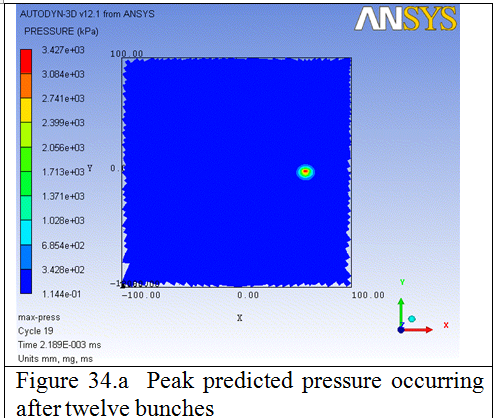 AUTODYN-3D v12.1 from ANSYS
ANSYS
PRESSURE (kPa)
3.427e+03
3.084e+03
2.741e+03
2.399e+03
2.056e+03
1.713e+03
1.371e+03
1.028e+03
6.854e+02
3.428e+02
1.144e-01
100.00
Y
0.0
-100.00
0.00
100.00
X
Y
X
max-press
Cycle 19
Time 2.189E-003 ms
Units mm, mg, ms
Figure 34.a Peak predicted pressure occurring
after twelve bunches